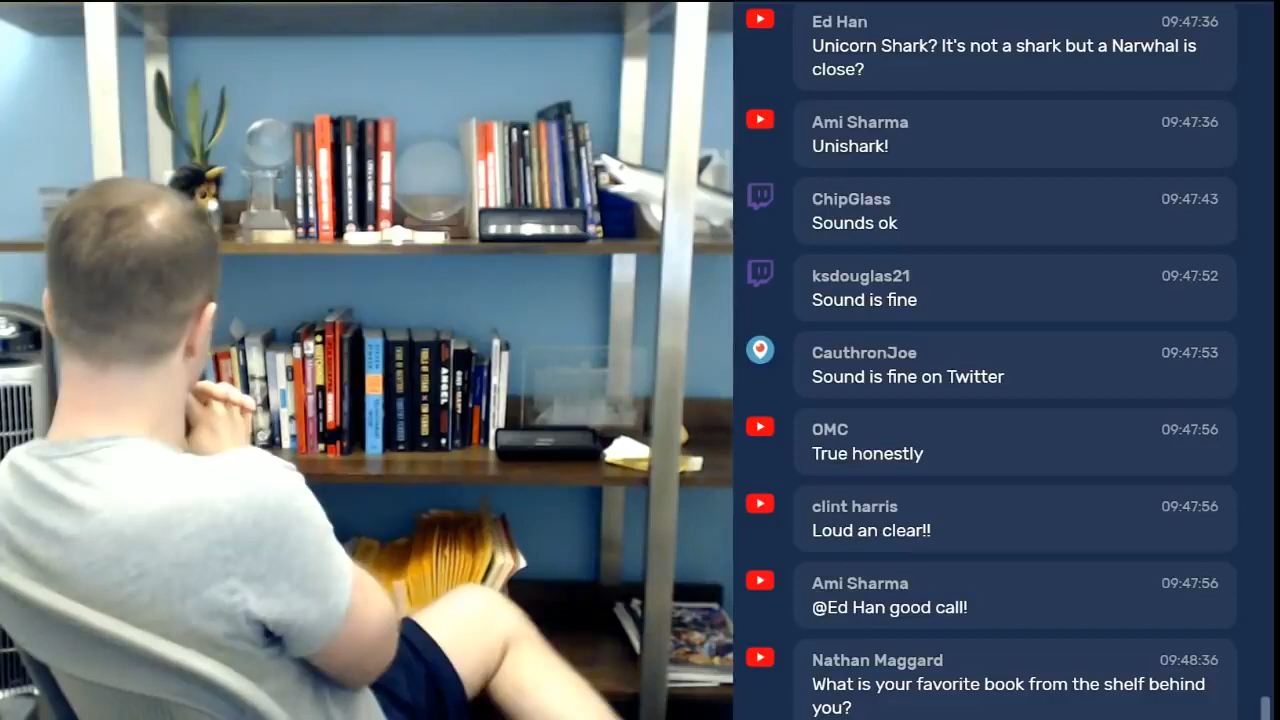 Ed Han 09:47:36
Unicorn Shark? It's not a shark but a Narwhal is
close?
Ami Sharma 09:47:36
Unishark!
ChipGlass 09:47:43
Sounds ok
ksdouglas21 09:47:52
Sound is fine
CauthronJoe 09:47:53
Sound is fine on Twitter
OMC 09:47:56
True honestly
clint harris 09:47:56
Loud an clear!!
Ami Sharma 09:47:56
@Ed Han good call!
Nathan Maggard 09:48:36
What is your favorite book from the shelf behind
you?
ANGEL